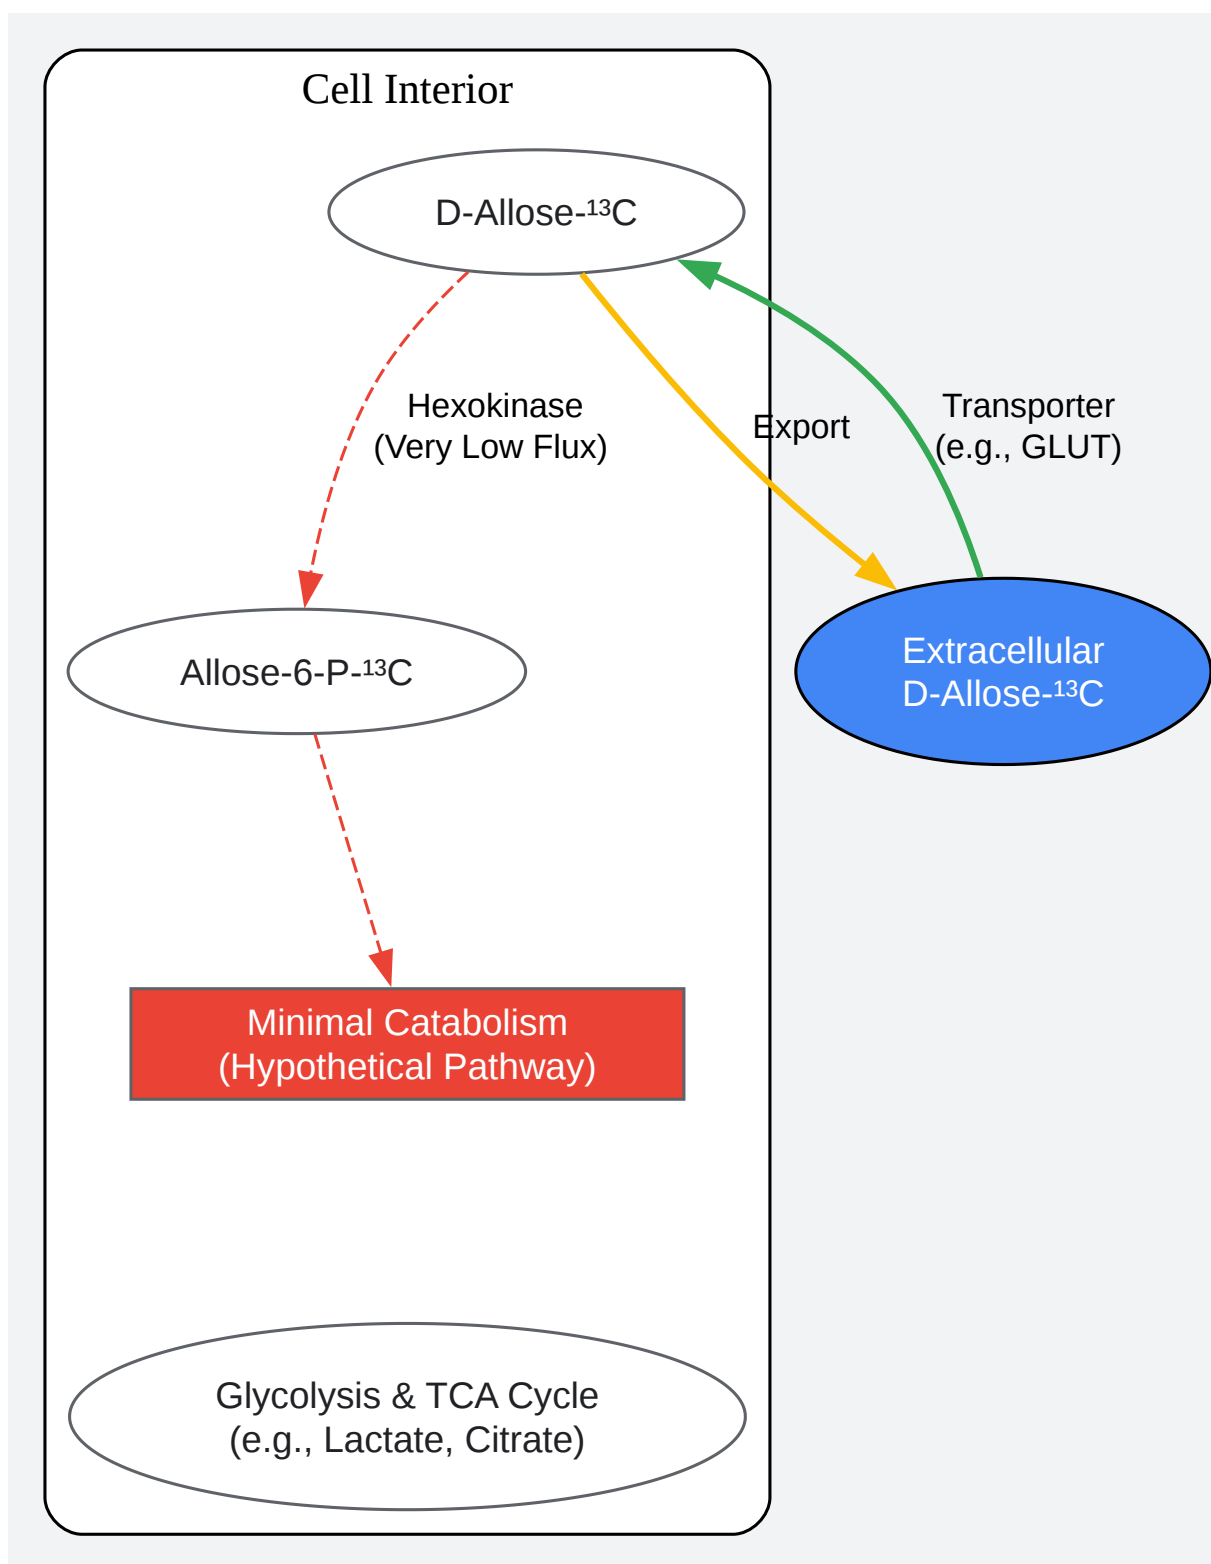 Cell Interior
D-Allose-¹³C
Hexokinase
(Very Low Flux)
Export
Transporter
(e.g., GLUT)
Allose-6-P-¹³C
Extracellular
D-Allose-¹³C
Minimal Catabolism
(Hypothetical Pathway)
Glycolysis & TCA Cycle
(e.g., Lactate, Citrate)